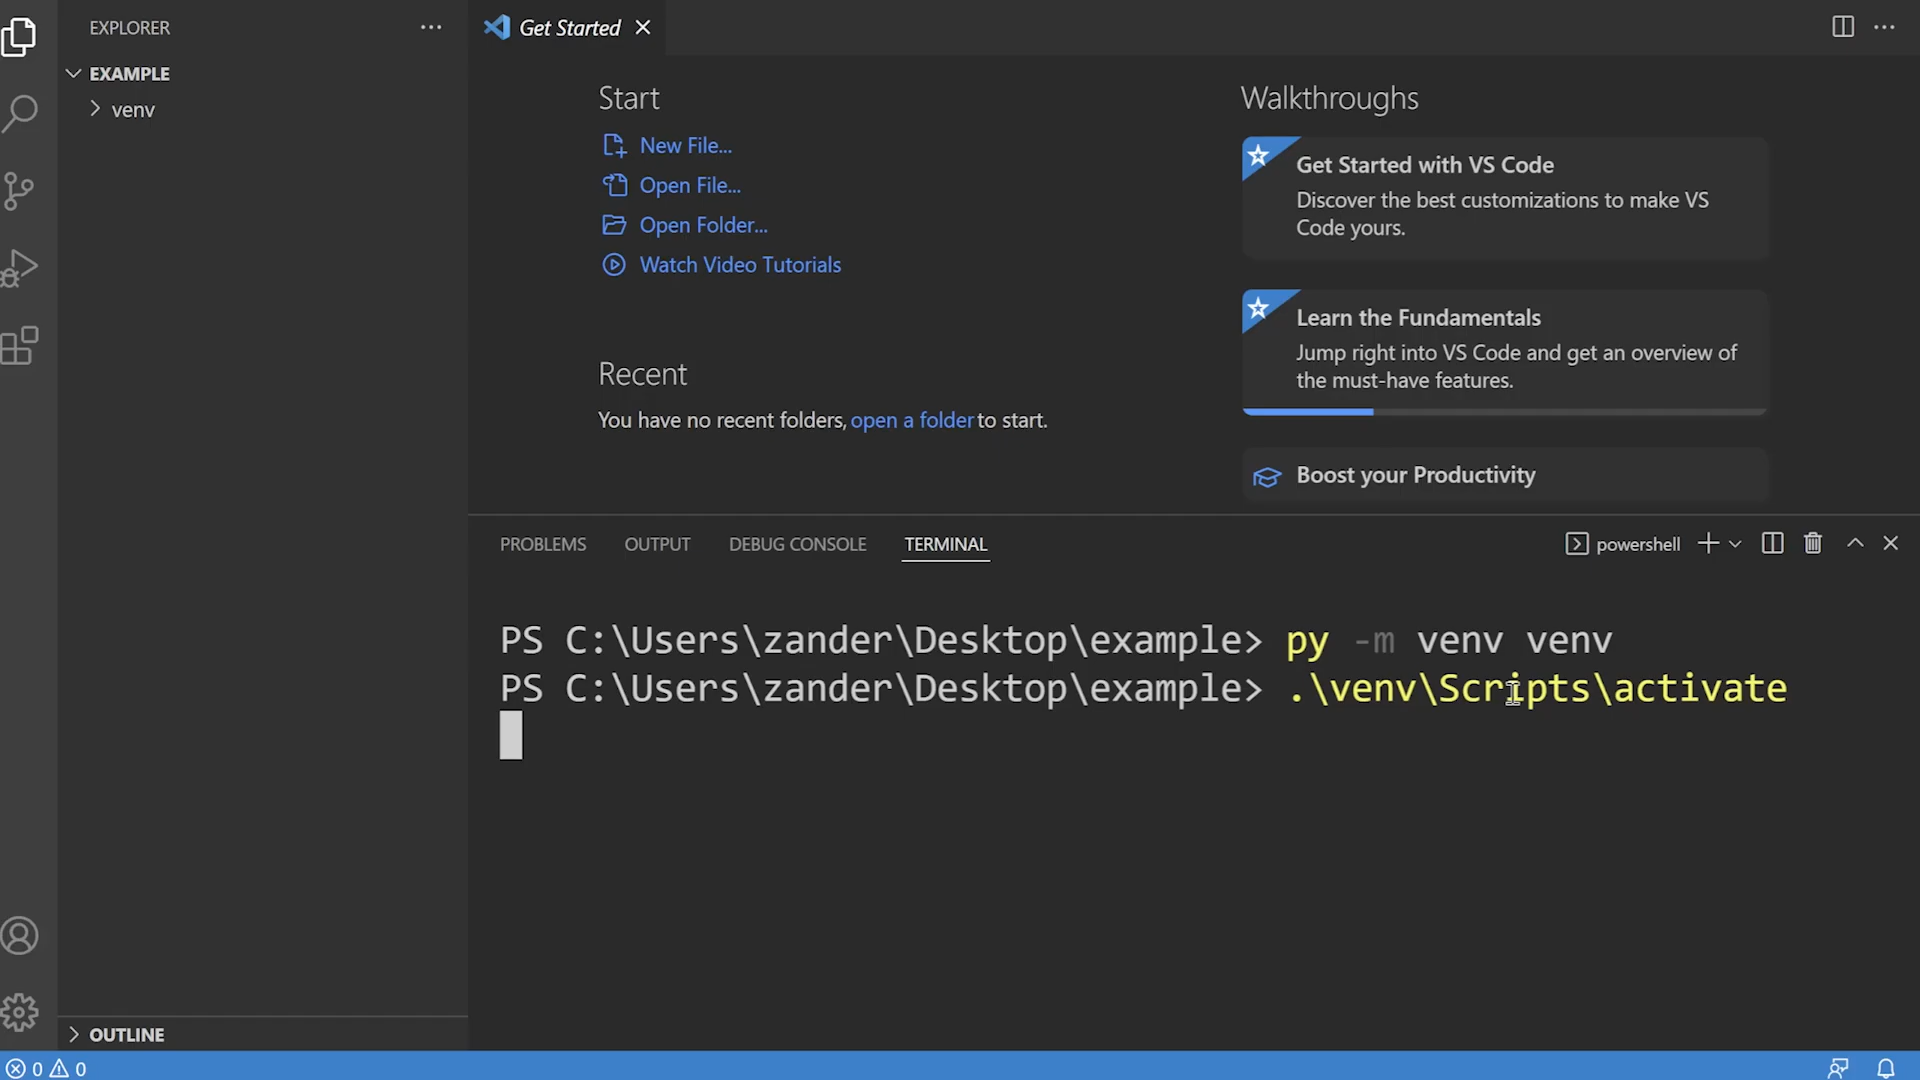 EXPLORER
EXAMPLE
venv
OUTLINE
Get Started
Start
New File...
Open File...
Open Folder...
Watch Video Tutorials
Recent
You have no recent folders, open a folder to start.
Walkthroughs
Get Started with VS Code
Discover the best customizations to make VS
Code yours.
Learn the Fundamentals
Jump right into VS Code and get an overview of
the must-have features.
Boost your Productivity
PROBLEMS OUTPUT DEBUG CONSOLE TERMINAL
powershell
PS C:\Users\zander\Desktop\example> py -m venv venv
PS C:\Users\zander\Desktop\example> .\venv\Scripts\activate
0 0